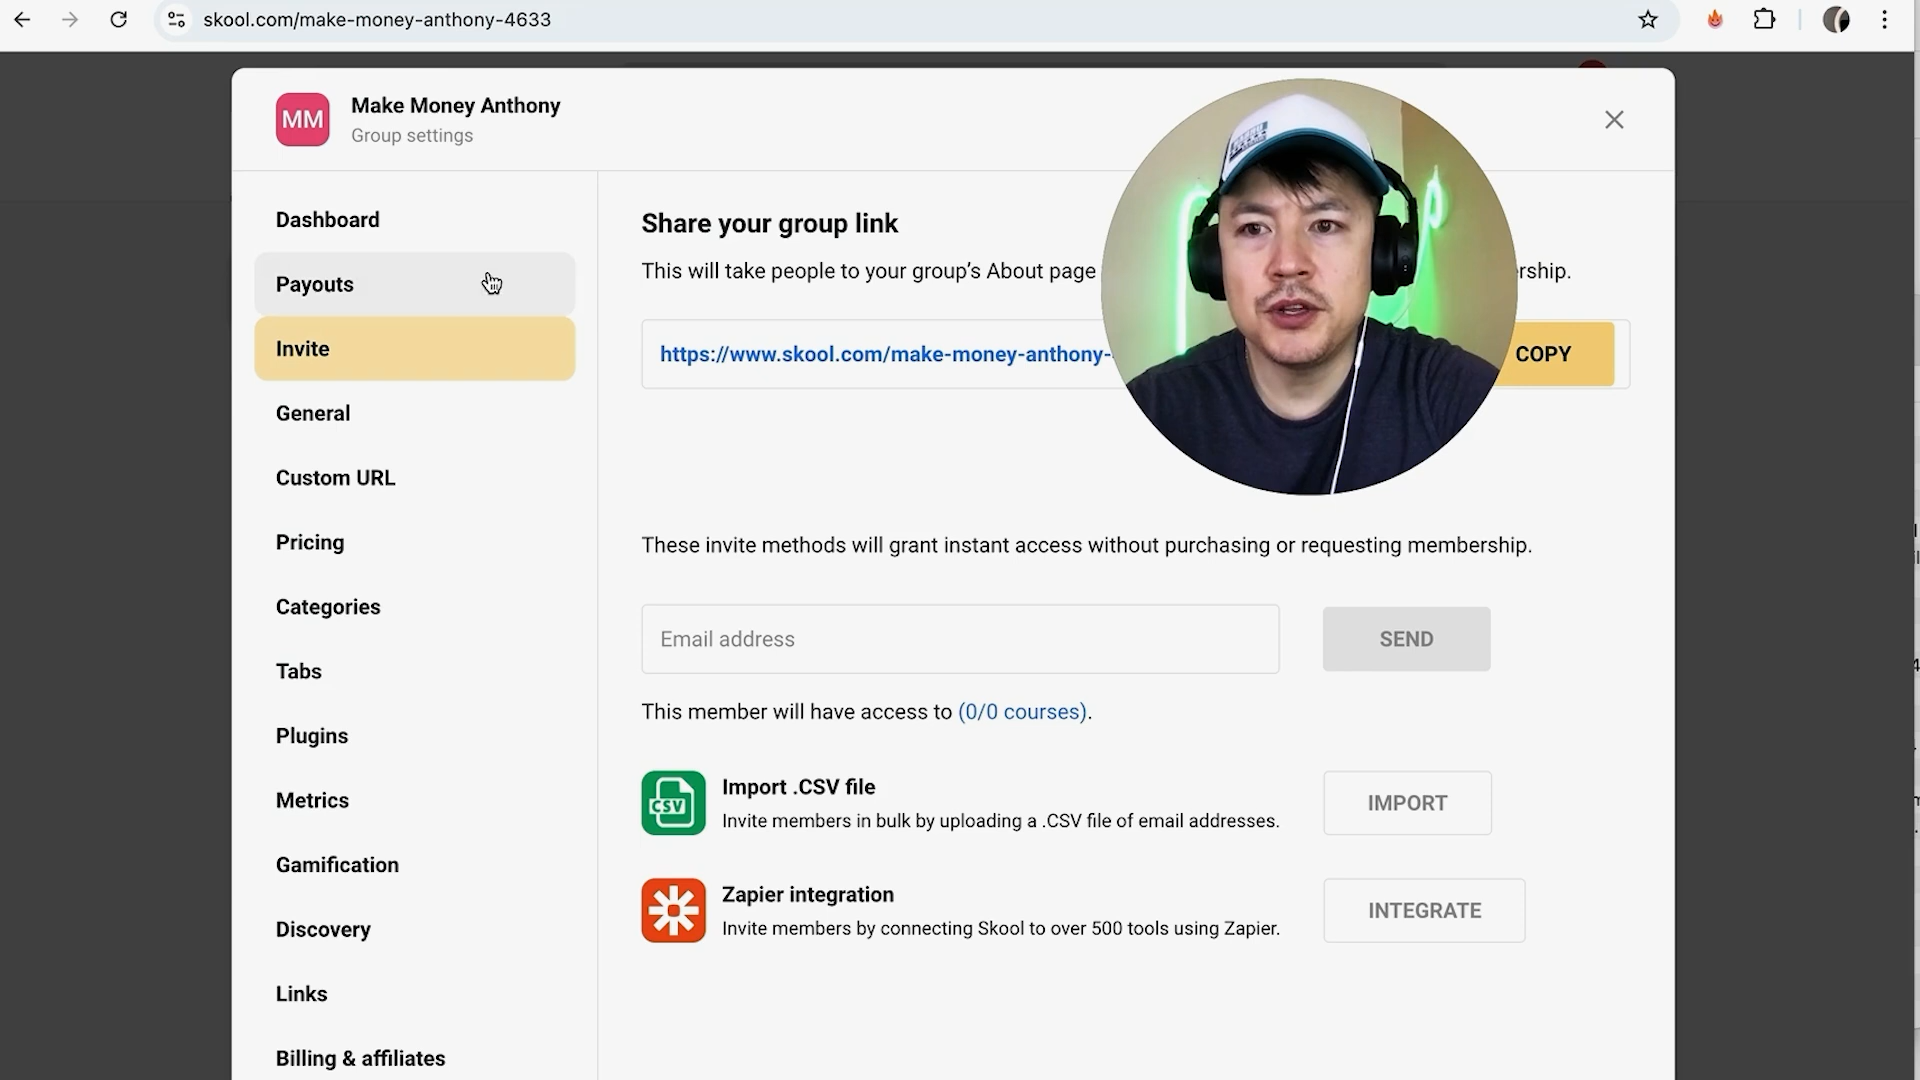 skool.com/make-money-anthony-4633
MM
Make Money Anthony
Group settings
Dashboard
Payouts
Invite
General
Custom URL
Pricing
Categories
Tabs
Plugins
Metrics
Gamification
Discovery
Links
Billing & affiliates
Share your group link
This will take people to your group's About page
https://www.skool.com/make-money-anthony-
COPY
These invite methods will grant instant access without purchasing or requesting membership.
Email address
SEND
This member will have access to (0/0 courses).
CSV
Import .CSV file
Invite members in bulk by uploading a .CSV file of email addresses.
IMPORT
Zapier integration
Invite members by connecting Skool to over 500 tools using Zapier.
INTEGRATE